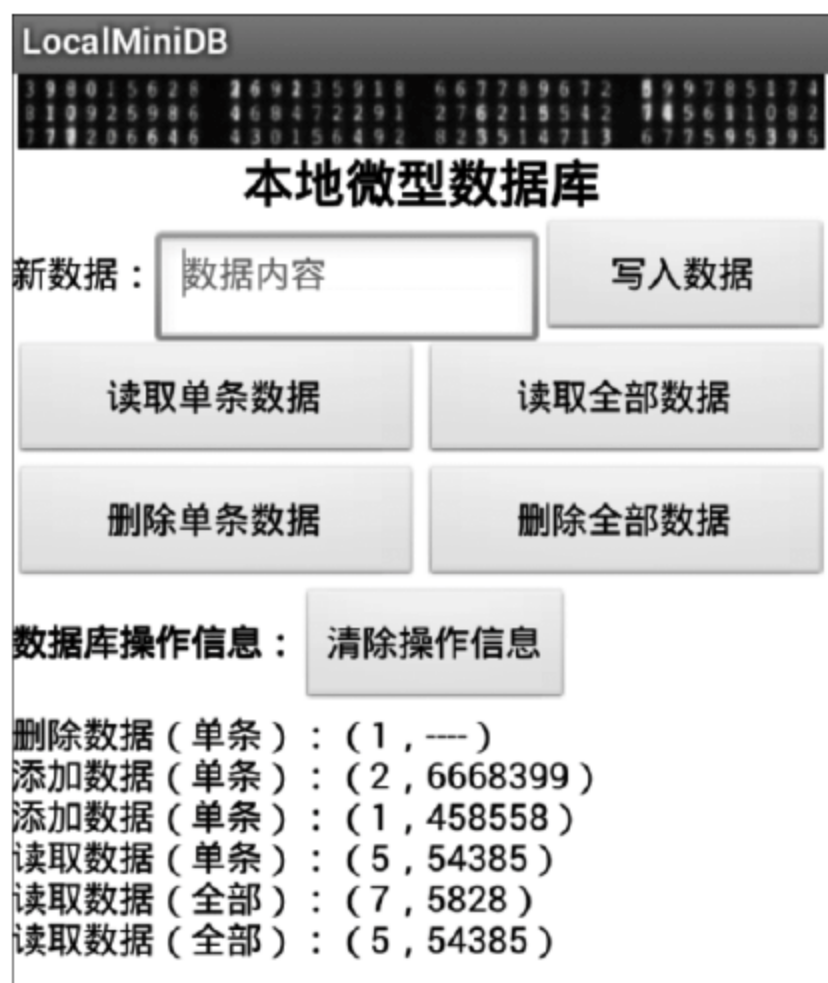 LocalMiniDB
本地微型数据库
新数据： 数据内容 写入数据
读取单条数据 读取全部数据
删除单条数据 删除全部数据
数据库操作信息： 清除操作信息
删除数据（单条）：（1，----）
添加数据（单条）：（2，6668399）
添加数据（单条）：（1，458558）
读取数据（单条）：（5，54385）
读取数据（全部）：（7，5828）
读取数据（全部）：（5，54385）